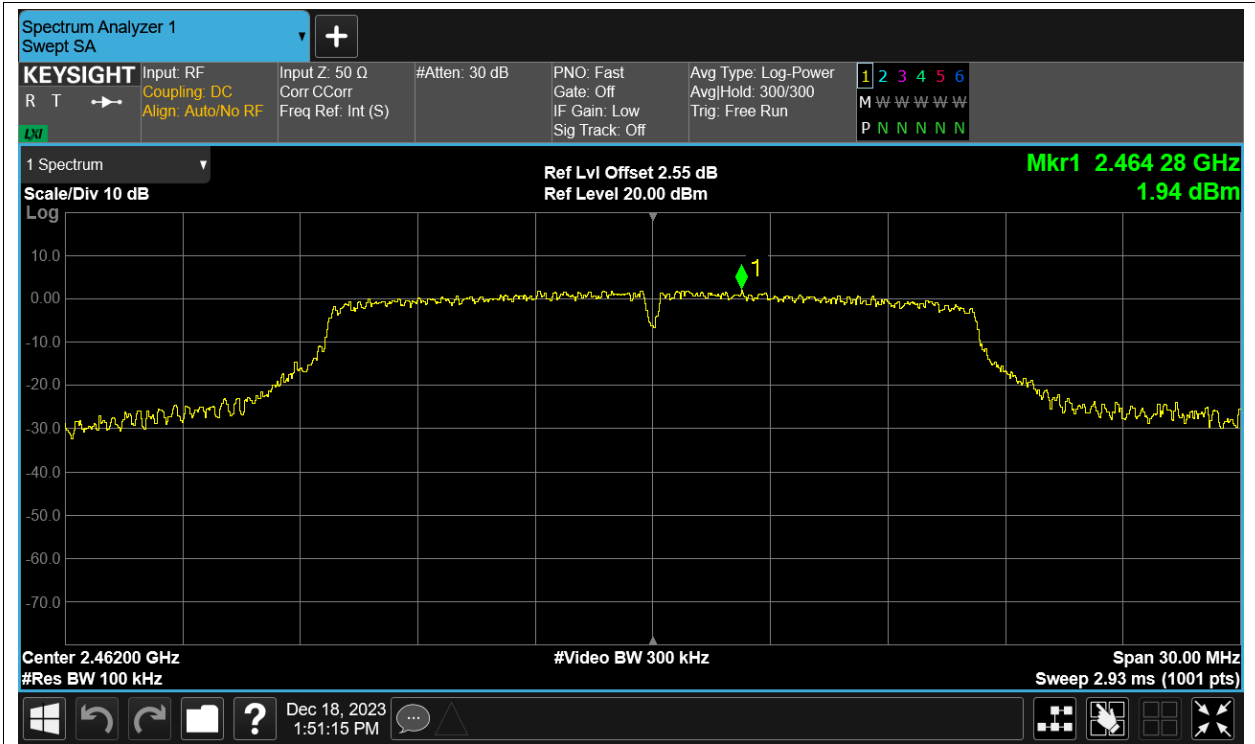 Spectrum Analyzer 1
Swept SA
KEYSIGHT
R T
LXI
Input: RF
Coupling: DC
Align: Auto/No RF
Input Z: 50 Ω
Corr CCorr
Freq Ref: Int (S)
#Atten: 30 dB
PNO: Fast
Gate: Off
IF Gain: Low
Sig Track: Off
Avg Type: Log-Power
Avg|Hold: 300/300
Trig: Free Run
1 2 3 4 5 6
M W W W W W
P N N N N N
1 Spectrum
Scale/Div 10 dB
Log
Ref Lvl Offset 2.55 dB
Ref Level 20.00 dBm
Mkr1 2.464 28 GHz
1.94 dBm
1
10.0
0.00
-10.0
-20.0
-30.0
-40.0
-50.0
-60.0
-70.0
Center 2.46200 GHz
#Res BW 100 kHz
#Video BW 300 kHz
Span 30.00 MHz
Sweep 2.93 ms (1001 pts)
?
Dec 18, 2023
1:51:15 PM